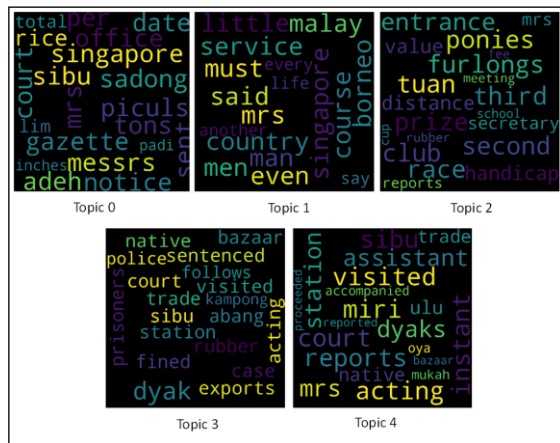 total per date
rice office
singapore
court sibu sadong
mrs piculs
lim tons sent
gazette padi
inches messrs
adeh notice
little malay
service
must every
said life
mrs
another singapore course borneo
country
men man
even say
entrance mrs
value ponies
fee
furlongs
tuan meeting
distance third
school
prize secretary
cup rubber
club second
race
reports handicap
Topic 0
Topic 1
Topic 2
native bazaar
police sentenced
court follows
visited
prisoners trade kampong
sibu abang acting
station
rubber
fined case
dyak exports
sibu trade
assistant
proceeded station visited
accompanied
miri ulu
reported dyaks
court oya instant
reports bazaar
native mukah
mrs acting
Topic 3
Topic 4